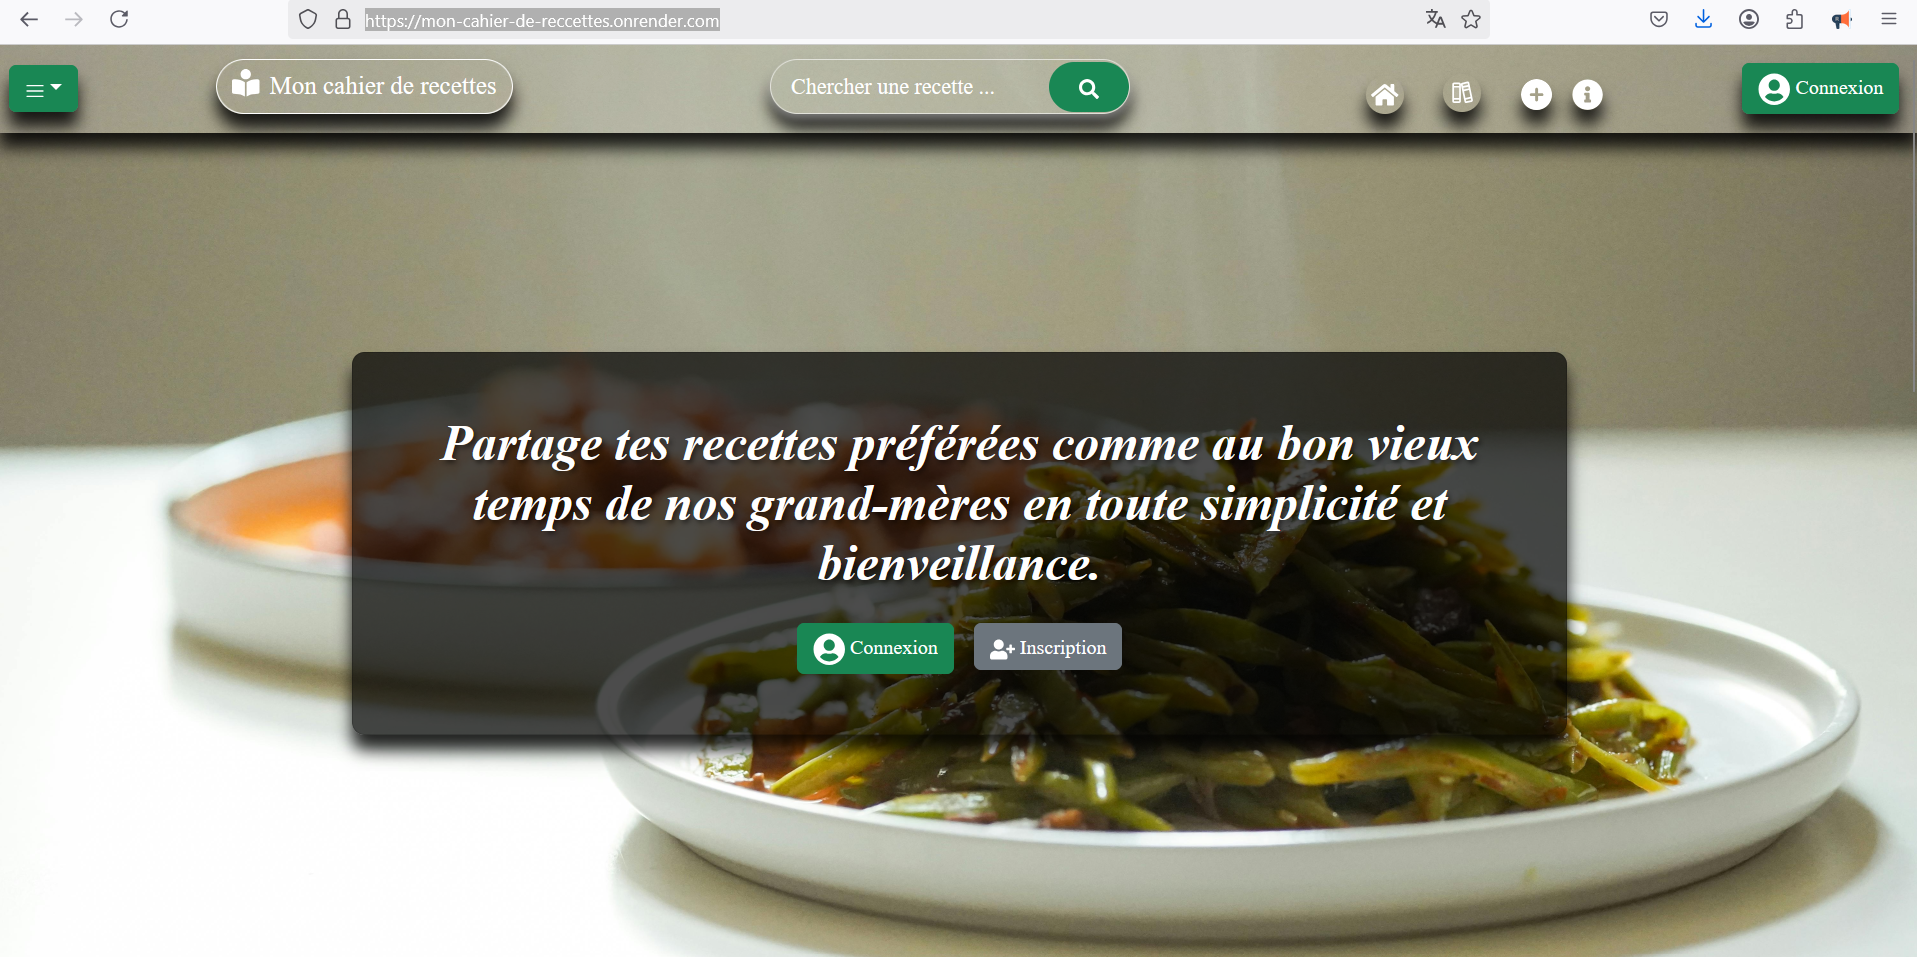 https://mon-cahier-de-reccettes.onrender.com
Mon cahier de recettes
Chercher une recette ...
Connexion
Partage tes recettes préférées comme au bon vieux
temps de nos grand-mères en toute simplicité et
bienveillance.
Connexion
Inscription